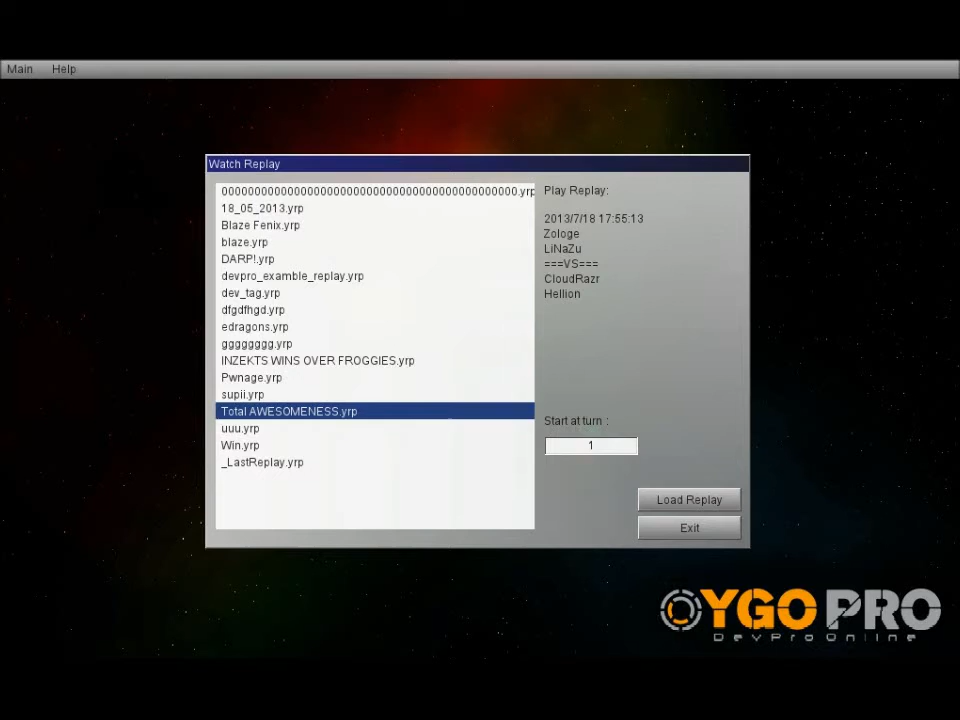 Main Help
Watch Replay
000000000000000000000000000000000000000000000.yrp
18_05_2013.yrp
Blaze Fenix.yrp
blaze.yrp
DARP!.yrp
devpro_examble_replay.yrp
dev_tag.yrp
dfgdfhgd.yrp
edragons.yrp
gggggggg.yrp
INZEKTS WINS OVER FROGGIES.yrp
Pwnage.yrp
supii.yrp
Total AWESOMENESS.yrp
uuu.yrp
Win.yrp
_LastReplay.yrp
Play Replay:
2013/7/18 17:55:13
Zologe
LiNaZu
===VS===
CloudRazr
Hellion
Start at turn :
1
Load Replay
Exit
YGO PRO
DevProOnline